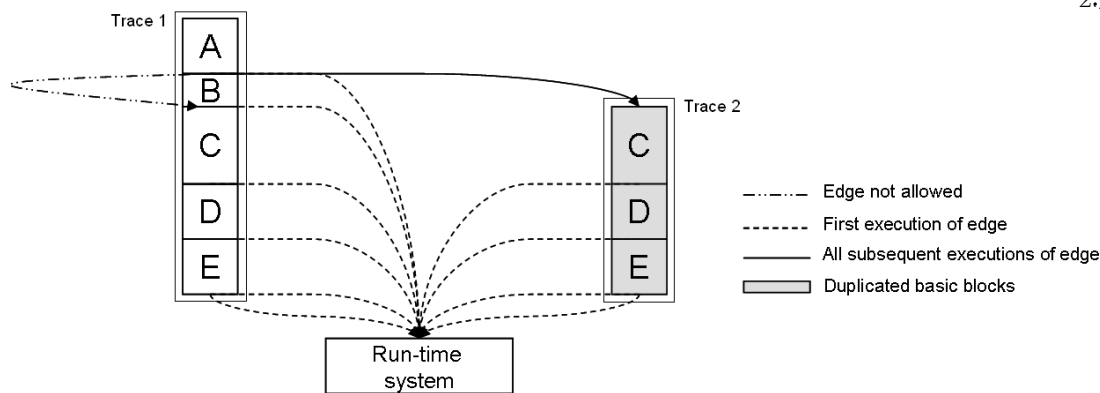 2.
Trace 1
A
B
C
D
E
Trace 2
C
D
E
Edge not allowed
First execution of edge
All subsequent executions of edge
Duplicated basic blocks
Run-time
system